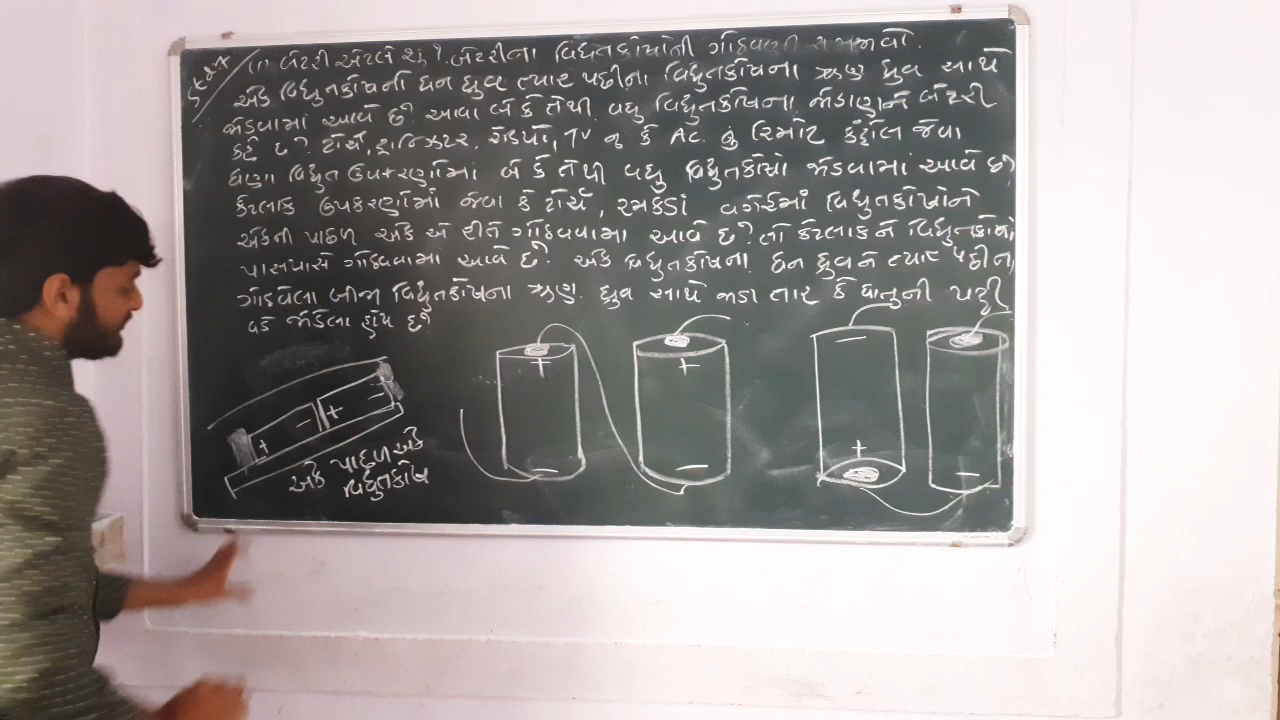 Std.7
(1) બેટરી એટલે શું? બેટરીના વિદ્યુતકોષોની ગોઠવણી સમજાવો.
એક વિદ્યુતકોષનો ધન ધ્રુવ ત્યાર પછીના વિદ્યુતકોષના ઋણ ધ્રુવ સાથે
જોડવામાં આવે છે. આવા બે કે તેથી વધુ વિદ્યુતકોષના જોડાણને બેટરી
કહે છે. ટોર્ચ, ટ્રાન્ઝિસ્ટર, રેડિયો, TV નું કે AC. નું રિમોટ કંટ્રોલ જેવા
ઘણા વિદ્યુત ઉપકરણોમાં બે કે તેથી વધુ વિદ્યુતકોષો જોડવામાં આવે છે,
કેટલાક ઉપકરણોમાં જેવા કે ટોર્ચ, રમકડાં વગેરેમાં વિદ્યુતકોષોને
એકની પાછળ એક એ રીતે ગોઠવવામાં આવે છે. તો કેટલાકને વિદ્યુતકોષો
પાસપાસે ગોઠવવામાં આવે છે. એક વિદ્યુતકોષના ધન ધ્રુવને ત્યાર પછીના
ગોઠવેલા બીજા વિદ્યુતકોષના ઋણ ધ્રુવ સાથે જાડા તાર કે ધાતુની પટ્ટી
વડે જોડેલા હોય છે.
+ − + −
એક પાછળ એક
વિદ્યુતકોષ
+ −
+ −
− +
−